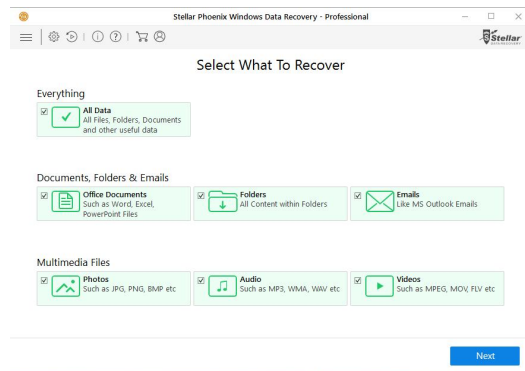 Stellar Phoenix Windows Data Recovery - Professional
Stellar
DATA RECOVERY
Select What To Recover
Everything
All Data
All Files, Folders, Documents
and other useful data
Documents, Folders & Emails
Office Documents
Such as Word, Excel,
PowerPoint Files
Folders
All Content within Folders
Emails
Like MS Outlook Emails
Multimedia Files
Photos
Such as JPG, PNG, BMP etc
Audio
Such as MP3, WMA, WAV etc
Videos
Such as MPEG, MOV, FLV etc
Next